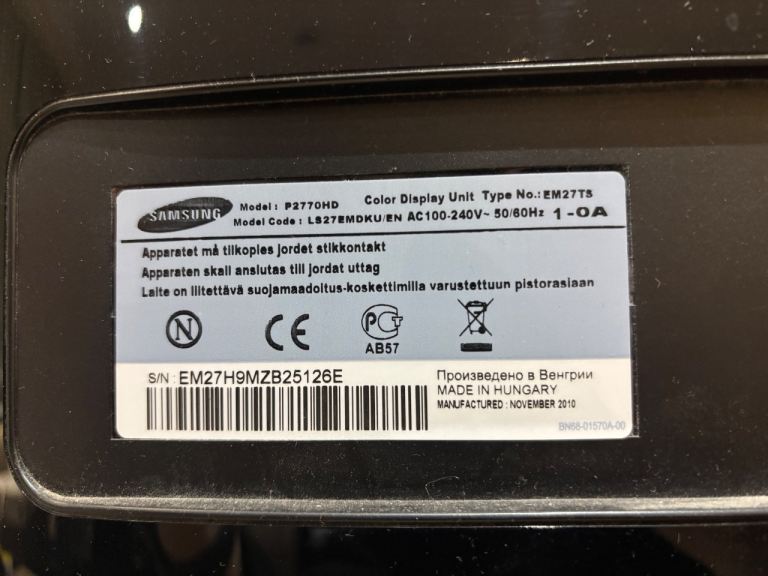 SAMSUNG
Model : P2770HD Color Display Unit Type No.: EM27TS
Model Code : LS27EMDKU/EN AC100-240V~ 50/60Hz 1-0A
Apparatet må tilkoples jordet stikkontakt
Apparaten skall anslutas till jordat uttag
Laite on liitettävä suojamaadoitus-koskettimilla varustettuun pistorasiaan
N
CE
PCT
AB57
S/N : EM27H9MZB25126E
Произведено в Венгрии
MADE IN HUNGARY
MANUFACTURED : NOVEMBER 2010
BN68-01570A-00